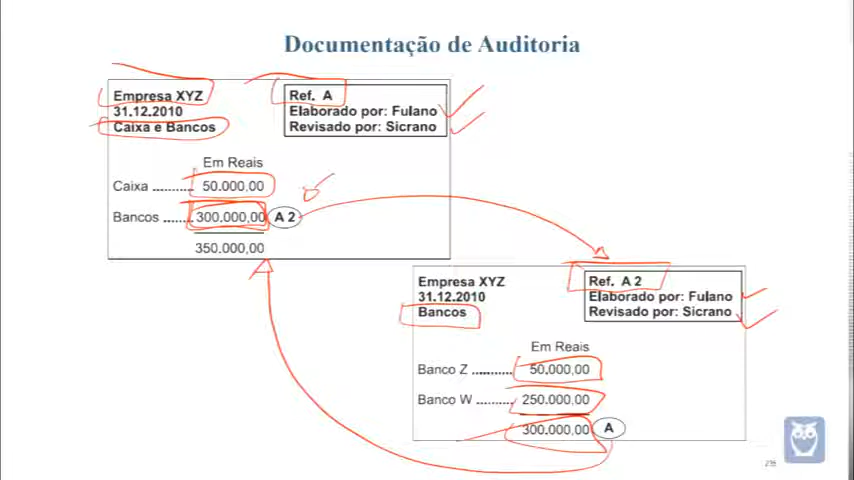 Documentação de Auditoria
Empresa XYZ
31.12.2010
Caixa e Bancos
Ref. A
Elaborado por: Fulano
Revisado por: Sicrano
Em Reais
Caixa .......... 50.000,00
Bancos ....... 300.000,00 A 2
350.000,00
Empresa XYZ
31.12.2010
Bancos
Ref. A 2
Elaborado por: Fulano
Revisado por: Sicrano
Em Reais
Banco Z .......... 50.000,00
Banco W ......... 250.000,00
300.000,00 A